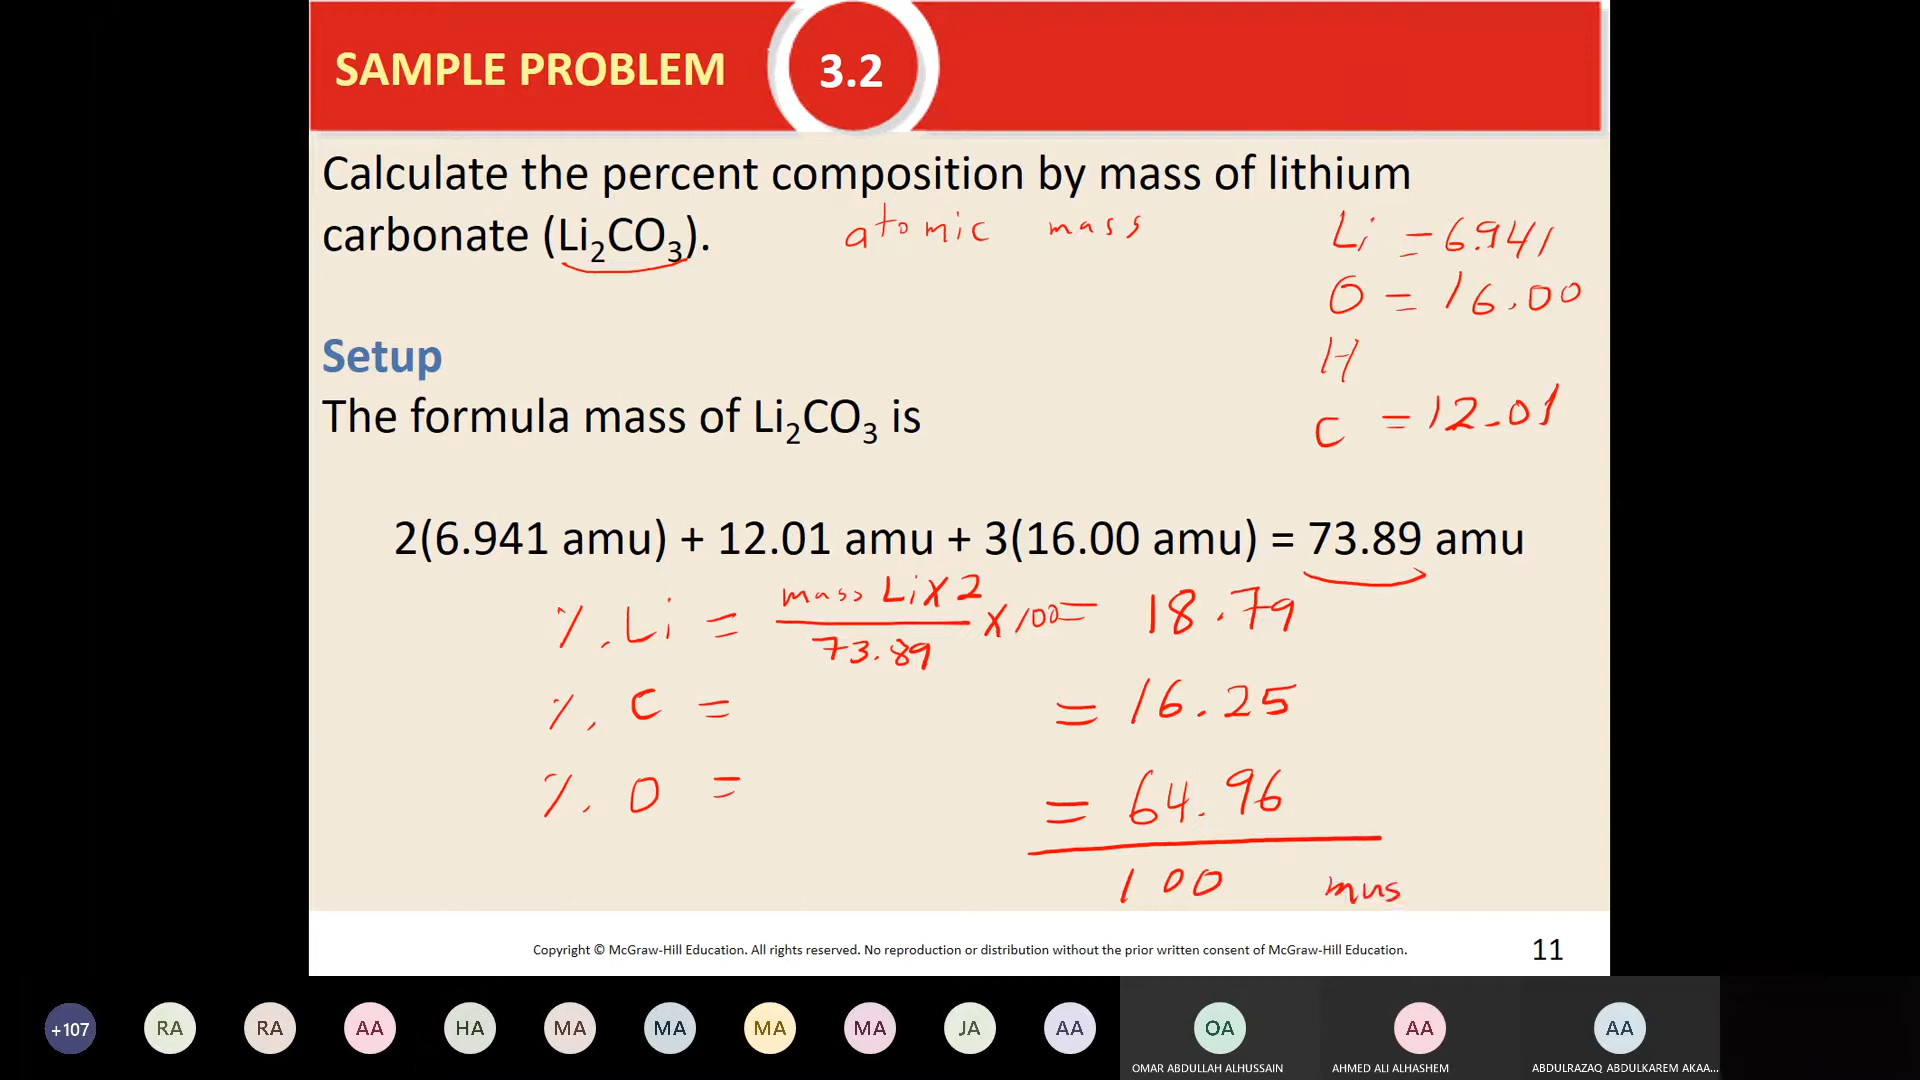 SAMPLE PROBLEM 3.2
Calculate the percent composition by mass of lithium
carbonate (Li₂CO₃).
atomic mass
Li = 6.941
O = 16.00
H
C = 12.01
Setup
The formula mass of Li₂CO₃ is
2(6.941 amu) + 12.01 amu + 3(16.00 amu) = 73.89 amu
%. Li = mass Li X 2 / 73.89 X 100 = 18.79
%. C = = 16.25
%. O = = 64.96
100
Copyright © McGraw-Hill Education. All rights reserved. No reproduction or distribution without the prior written consent of McGraw-Hill Education.
11
+107 RA RA AA HA MA MA MA MA JA AA OA AA AA
OMAR ABDULLAH ALHUSSAIN AHMED ALI ALHASHEM ABDULRAZAQ ABDULKAREM AKAA...